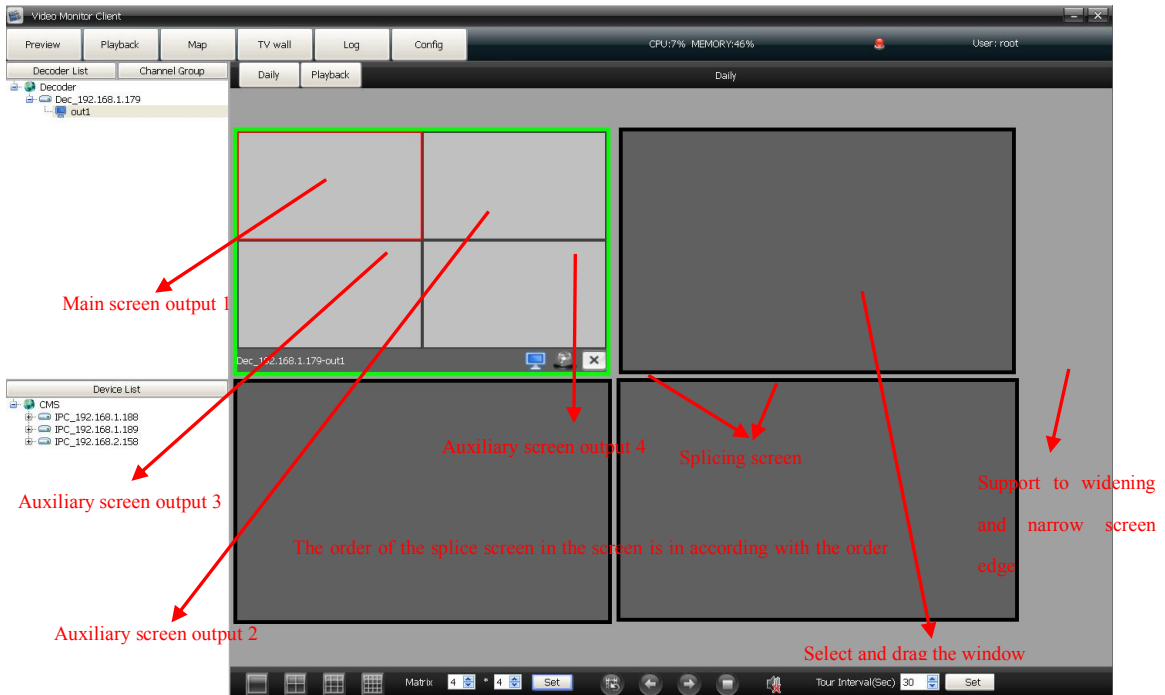 Video Monitor Client
Preview Playback Map TV wall Log Config CPU:7% MEMORY:46% User: root
Decoder List Channel Group Daily Playback Daily
Decoder
Dec_192.168.1.179
out1
Main screen output 1
Dec_192.168.1.179-out1
Device List
CMS
IPC_192.168.1.188
IPC_192.168.1.189
IPC_192.168.2.158
Auxiliary screen output 4
Splicing screen
Auxiliary screen output 3
Support to widening
and narrow screen
edge
The order of the splice screen in the screen is in according with the order
Auxiliary screen output 2
Select and drag the window
Matrix 4 * 4 Set Tour Interval(Sec) 30 Set